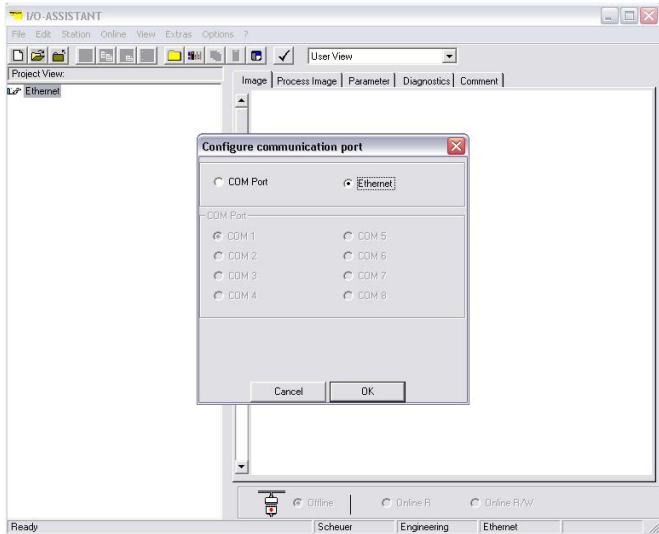 I/O-ASSISTANT
File Edit Station Online View Extras Options ?
User View
Project View:
Image Process Image Parameter Diagnostics Comment
Ethernet
Configure communication port
COM Port Ethernet
COM Port
COM 1 COM 5
COM 2 COM 6
COM 3 COM 7
COM 4 COM 8
Cancel OK
Offline Online R Online R/W
Ready Scheuer Engineering Ethernet